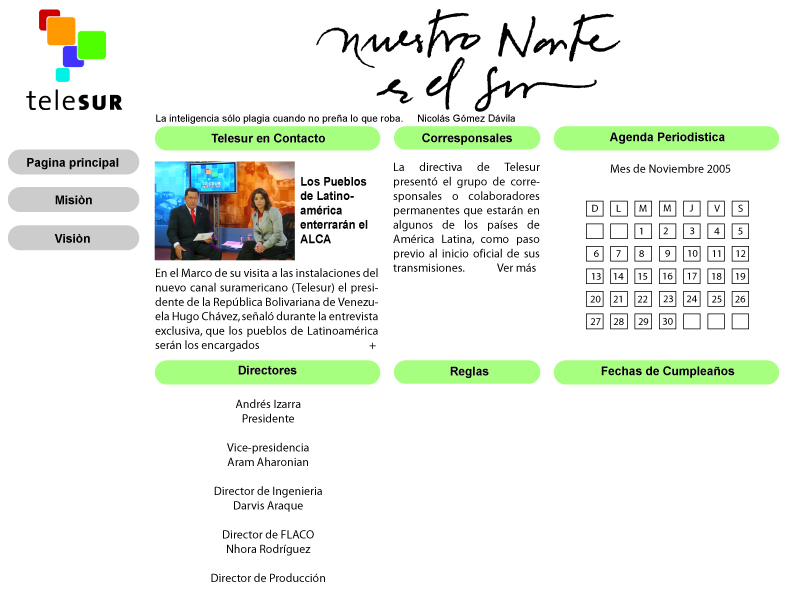 telesur
nuestro Norte
es el Sur
La inteligencia sólo plagia cuando no preña lo que roba. Nicolás Gómez Dávila
Pagina principal
Misiòn
Visiòn
Telesur en Contacto
Los Pueblos
de Latino-
américa
enterrarán el
ALCA
En el Marco de su visita a las instalaciones del
nuevo canal suramericano (Telesur) el presi-
dente de la República Bolivariana de Venezu-
ela Hugo Chávez, señaló durante la entrevista
exclusiva, que los pueblos de Latinoamérica
serán los encargados +
Corresponsales
La directiva de Telesur
presentó el grupo de corre-
sponsales o colaboradores
permanentes que estarán en
algunos de los países de
América Latina, como paso
previo al inicio oficial de sus
transmisiones. Ver más
Agenda Periodistica
Mes de Noviembre 2005
D L M M J V S
1 2 3 4 5
6 7 8 9 10 11 12
13 14 15 16 17 18 19
20 21 22 23 24 25 26
27 28 29 30
Directores
Andrés Izarra
Presidente
Vice-presidencia
Aram Aharonian
Director de Ingenieria
Darvis Araque
Director de FLACO
Nhora Rodríguez
Director de Producción
Reglas
Fechas de Cumpleaños